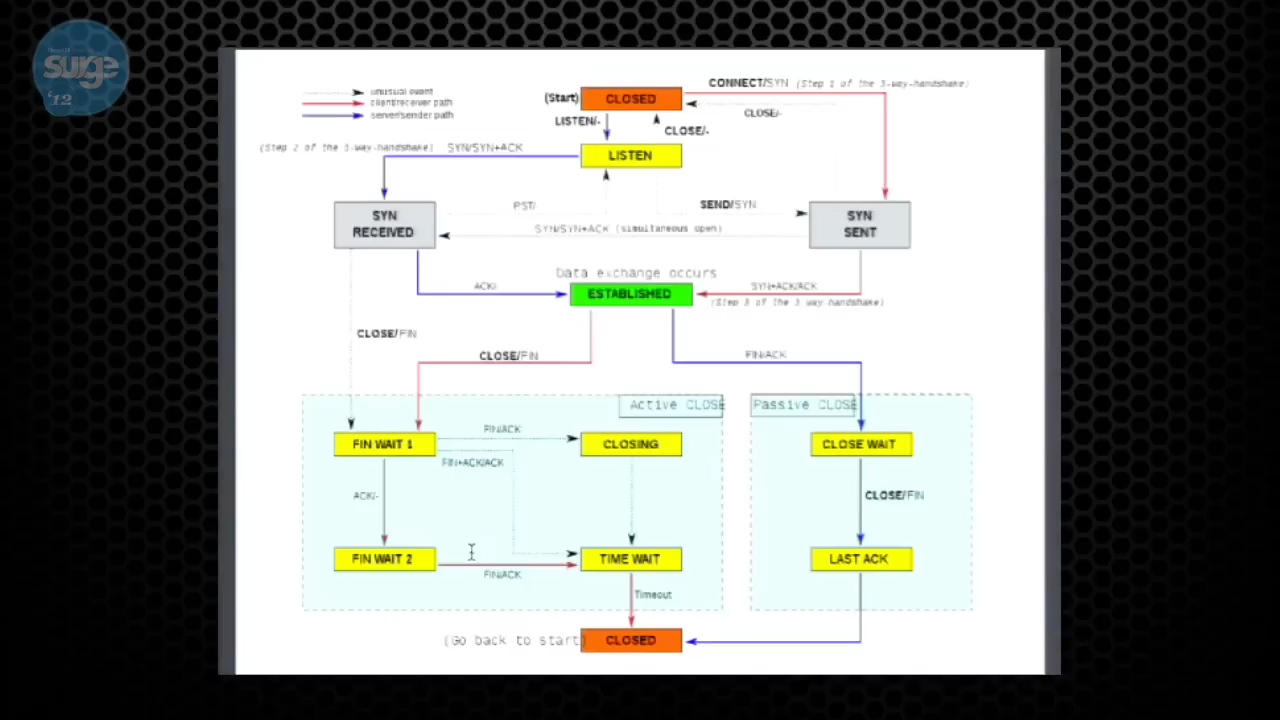 surge
'12
unusual event
client/receiver path
server/sender path
(Start)
CLOSED
CONNECT/SYN (Step 1 of the 3-way-handshake)
CLOSE/-
LISTEN/-
CLOSE/-
(Step 2 of the 3-way-handshake) SYN/SYN+ACK
LISTEN
SYN
RECEIVED
RST/
SEND/SYN
SYN
SENT
SYN/SYN+ACK (simultaneous open)
Data exchange occurs
ESTABLISHED
ACK/
SYN+ACK/ACK
(Step 3 of the 3 way-handshake)
CLOSE/FIN
CLOSE/FIN
FIN/ACK
Active CLOSE
Passive CLOSE
FIN WAIT 1
FIN/ACK
CLOSING
CLOSE WAIT
FIN+ACK/ACK
ACK/-
CLOSE/FIN
FIN WAIT 2
TIME WAIT
LAST ACK
FIN/ACK
Timeout
(Go back to start)
CLOSED